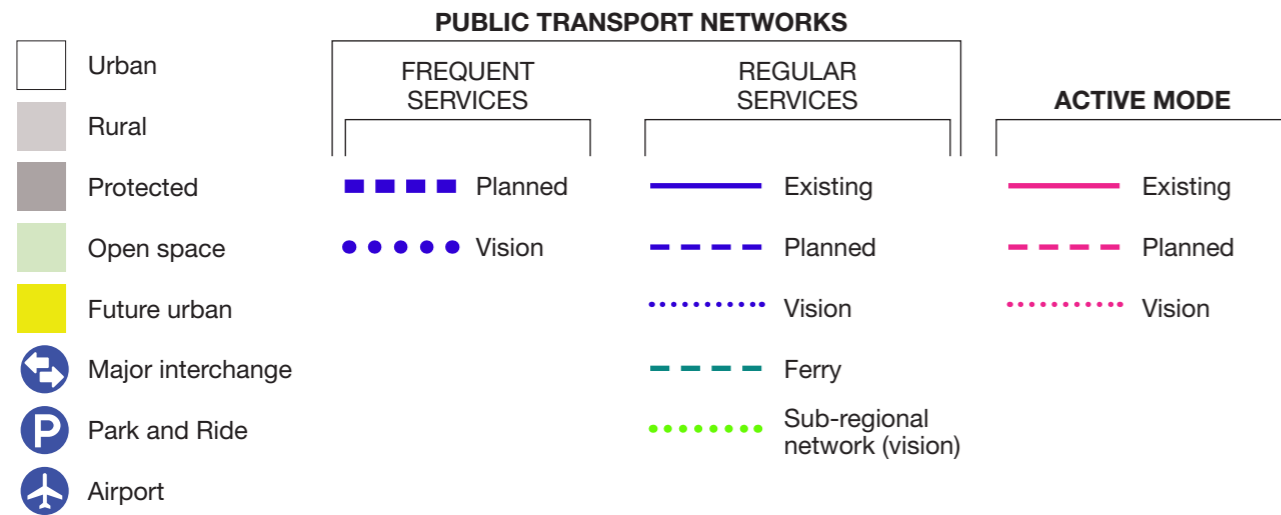 PUBLIC TRANSPORT NETWORKS
Urban
Rural
Protected
Open space
Future urban
Major interchange
P
Park and Ride
Airport
FREQUENT
SERVICES
Planned
Vision
REGULAR
SERVICES
Existing
Planned
Vision
Ferry
Sub-regional
network (vision)
ACTIVE MODE
Existing
Planned
Vision